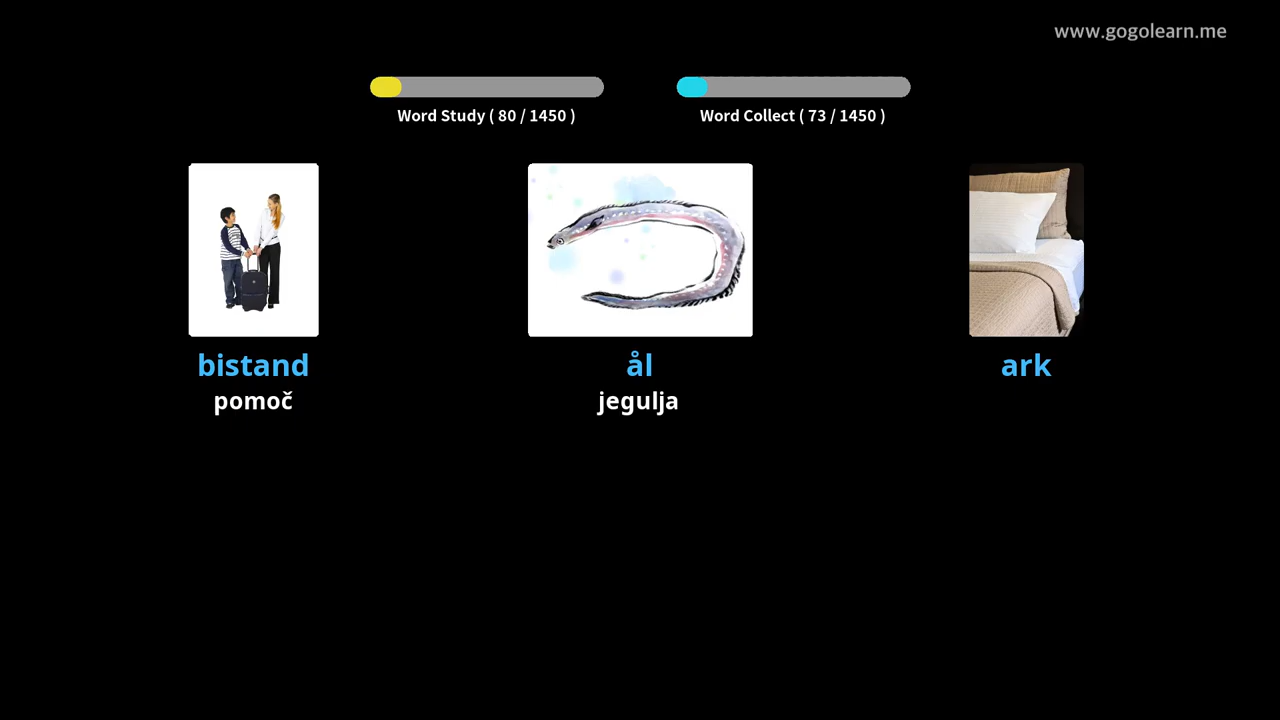 www.gogolearn.me
Word Study ( 80 / 1450 )
Word Collect ( 73 / 1450 )
bistand
pomoč
ål
jegulja
ark